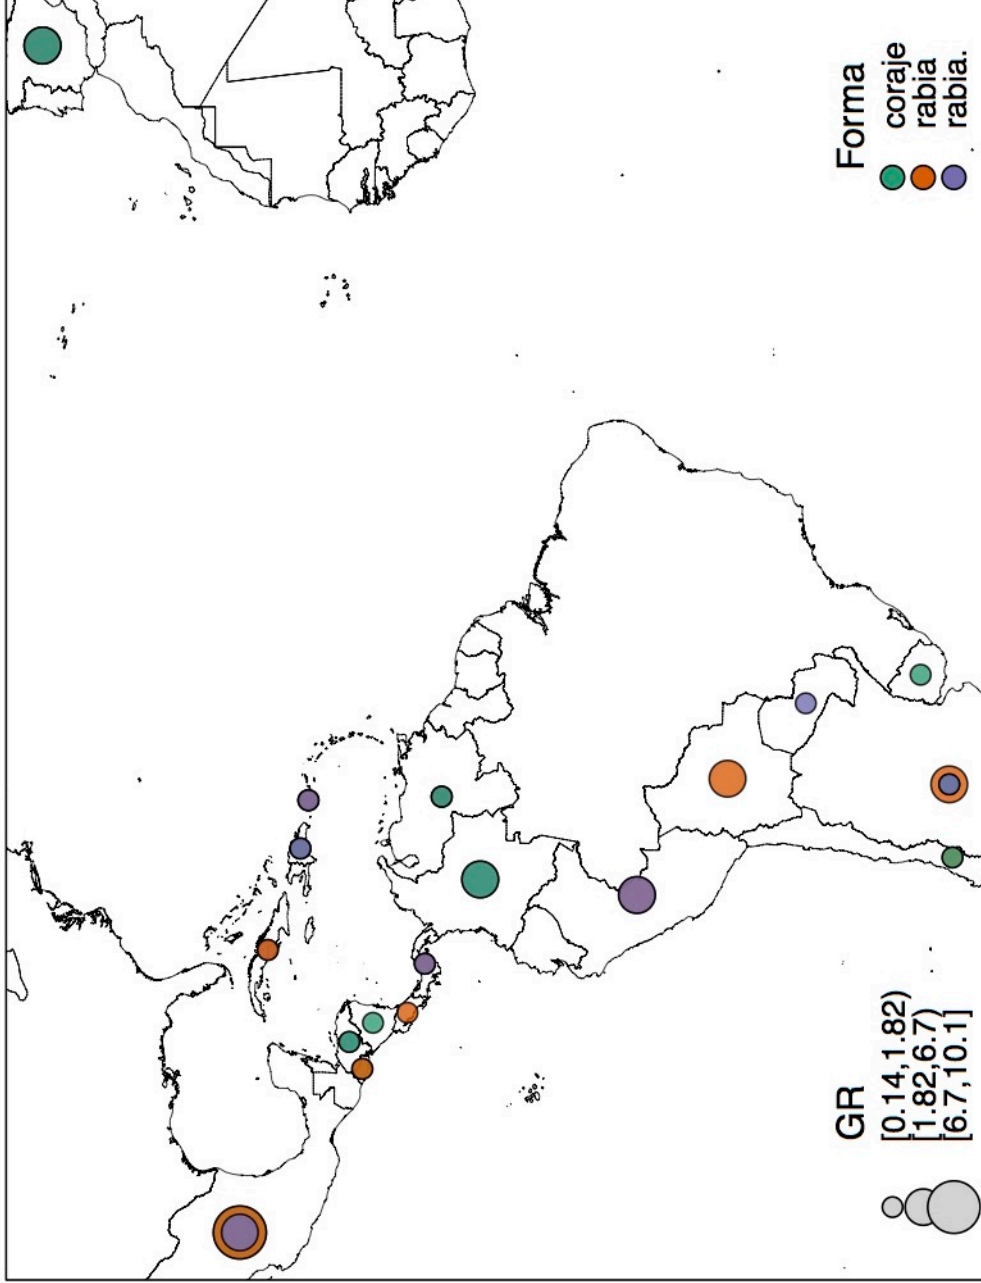 GR
[0.14,1.82)
[1.82,6.7)
[6.7,10.1]
Forma
coraje
rabia
rabia.